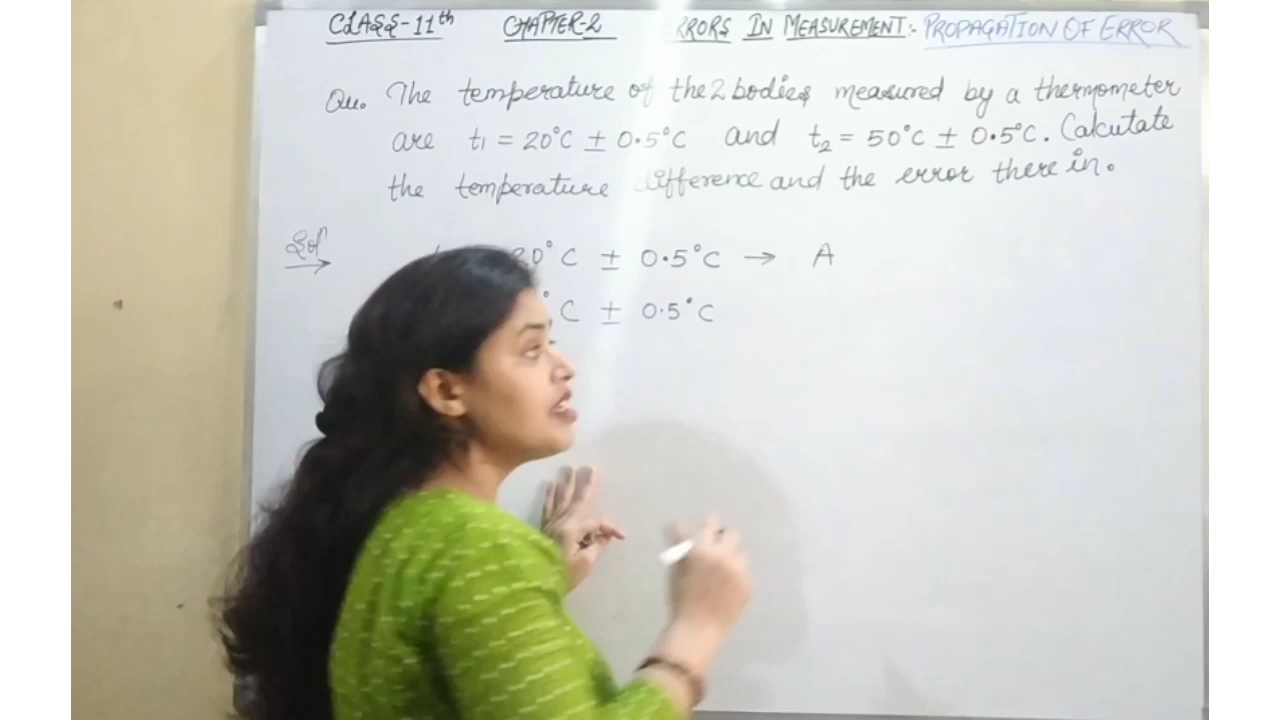 CLASS-11th CHAPTER-2 ERRORS IN MEASUREMENT:- PROPAGATION OF ERROR
Qu. The temperature of the 2 bodies measured by a thermometer
are t1 = 20°C ± 0.5°C and t2 = 50°C ± 0.5°C. Calcutate
the temperature difference and the error there in.
Soln 20°C ± 0.5°C → A
°C ± 0.5°C